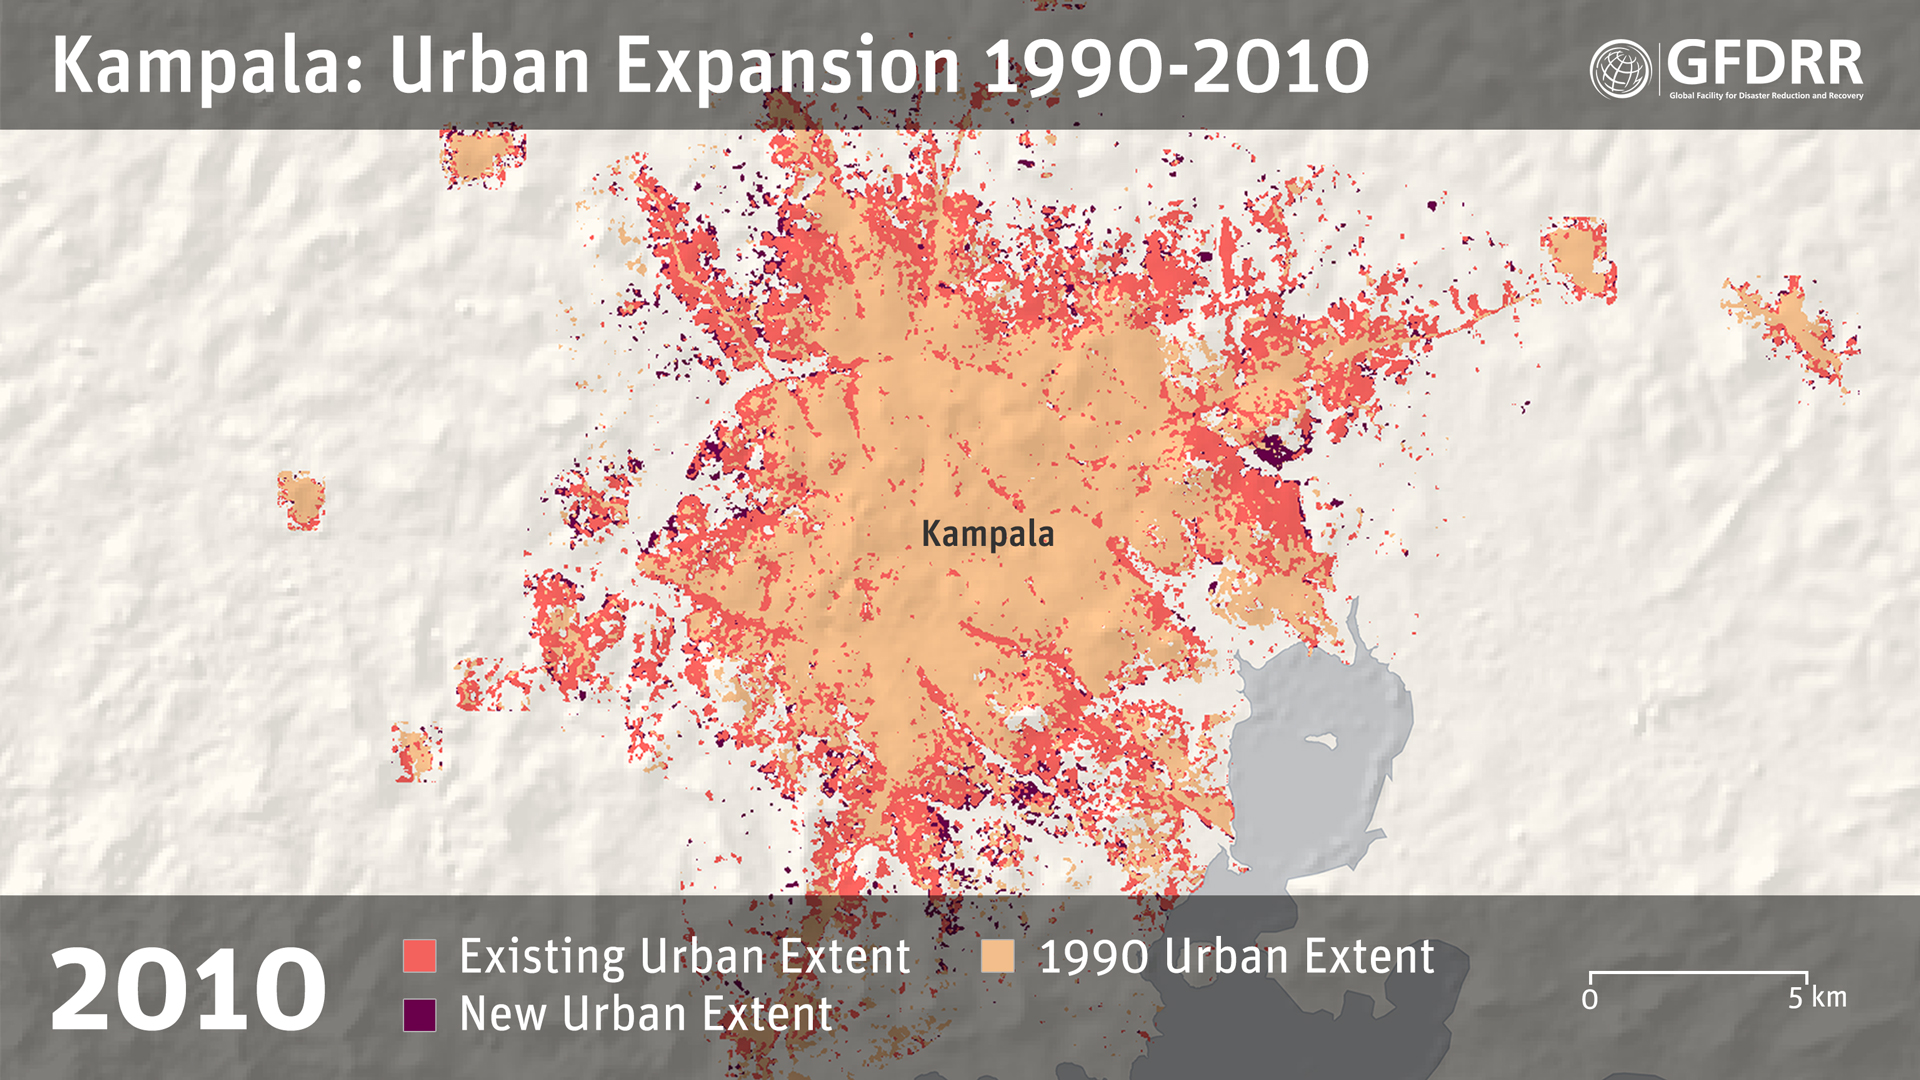 Kampala: Urban Expansion 1990-2010
GFDRR
Global Facility for Disaster Reduction and Recovery
Kampala
2010
Existing Urban Extent
1990 Urban Extent
New Urban Extent
0
5 km